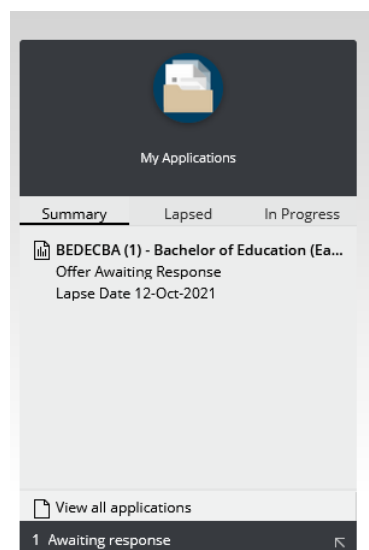 My Applications
Summary Lapsed In Progress
BEDECBA (1) - Bachelor of Education (Ea...
Offer Awaiting Response
Lapse Date 12-Oct-2021
View all applications
1 Awaiting response